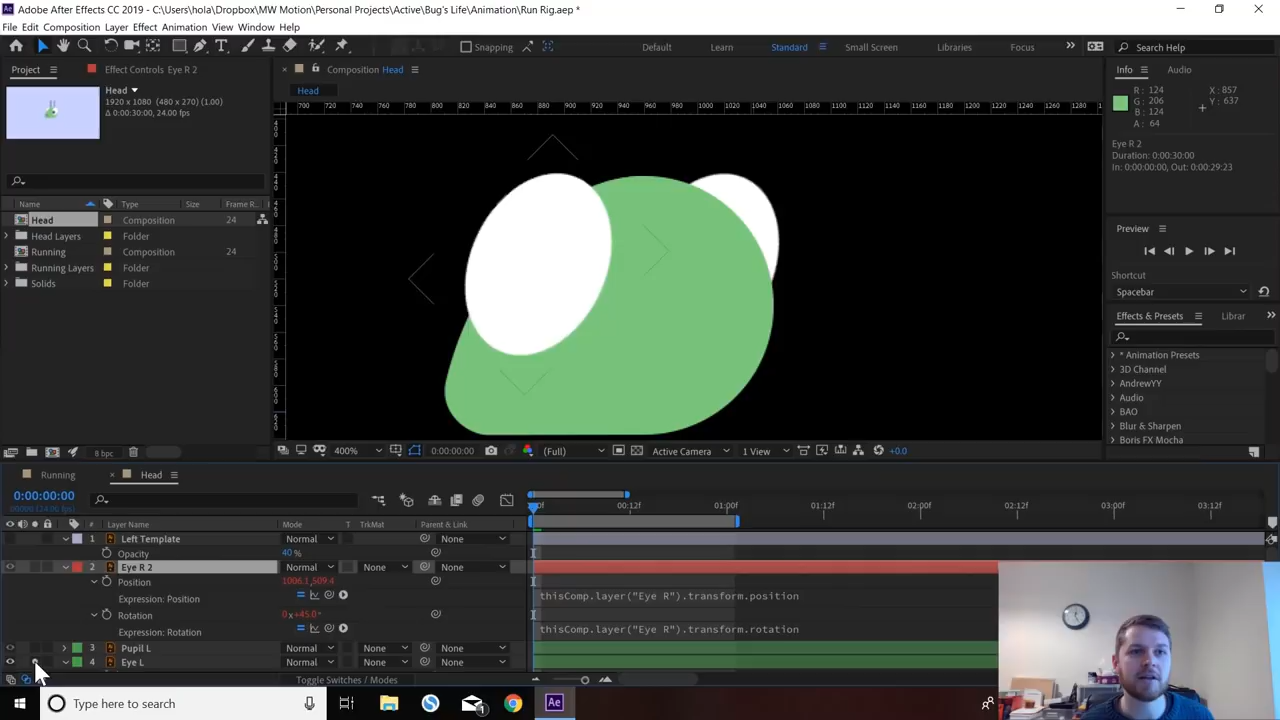 Adobe After Effects CC 2019 - C:\Users\hola\Dropbox\MW Motion\Personal Projects\Active\Bug's Life\Animation\Run Rig.aep *
File Edit Composition Layer Effect Animation View Window Help
Snapping
Default
Learn
Standard
Small Screen
Libraries
Focus
Search Help
Project
Effect Controls Eye R 2
Composition Head
Info
Audio
Head
1920 x 1080 (480 x 270) (1.00)
Δ 0:00:30:00, 24.00 fps)
Head
R : 124
G : 206
B : 124
A : 64
X : 857
Y : 637
Eye R 2
Duration: 0:00:30:00
In: 0:00:00:00, Out: 0:00:29:23
Name
Type
Size
Frame R...
Head
Composition
24
Head Layers
Folder
Running
Composition
24
Running Layers
Folder
Solids
Folder
Preview
Shortcut
Spacebar
Effects & Presets
Librar
* Animation Presets
3D Channel
AndrewYY
Audio
BAO
Blur & Sharpen
Boris FX Mocha
8 bpc
400%
0:00:00:00
(Full)
Active Camera
1 View
+0.0
Running
Head
0:00:00:00
Layer Name
Mode
T TrkMat
Parent & Link
00:12f
01:00f
01:12f
02:00f
02:12f
03:00f
03:12f
1
Left Template
Normal
None
Opacity
40 %
2
Eye R 2
Normal
None
None
Position
1006.1,509.4
Expression: Position
thisComp.layer("Eye R").transform.position
Rotation
0 x+45.0°
Expression: Rotation
thisComp.layer("Eye R").transform.rotation
3
Pupil L
Normal
None
None
4
Eye L
Normal
None
None
Toggle Switches / Modes
Type here to search